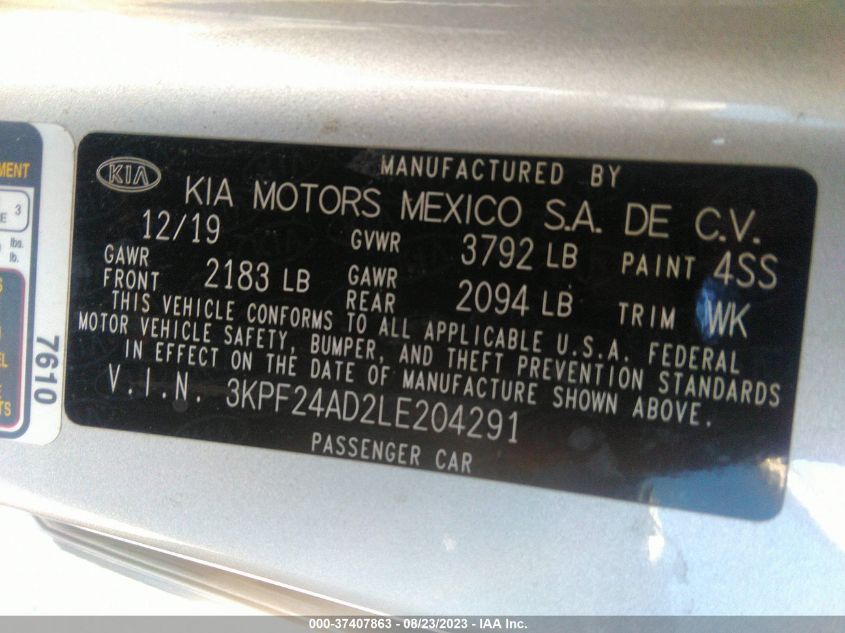 KIA
MANUFACTURED BY
KIA MOTORS MEXICO S.A. DE C.V.
12/19 GVWR 3792 LB PAINT 4SS
GAWR FRONT 2183 LB GAWR REAR 2094 LB TRIM WK
THIS VEHICLE CONFORMS TO ALL APPLICABLE U.S.A. FEDERAL
MOTOR VEHICLE SAFETY, BUMPER, AND THEFT PREVENTION STANDARDS
IN EFFECT ON THE DATE OF MANUFACTURE SHOWN ABOVE.
V.I.N. 3KPF24AD2LE204291
PASSENGER CAR
3
lbs.
lb.
7610
000-37407863 - 08/23/2023 - IAA Inc.